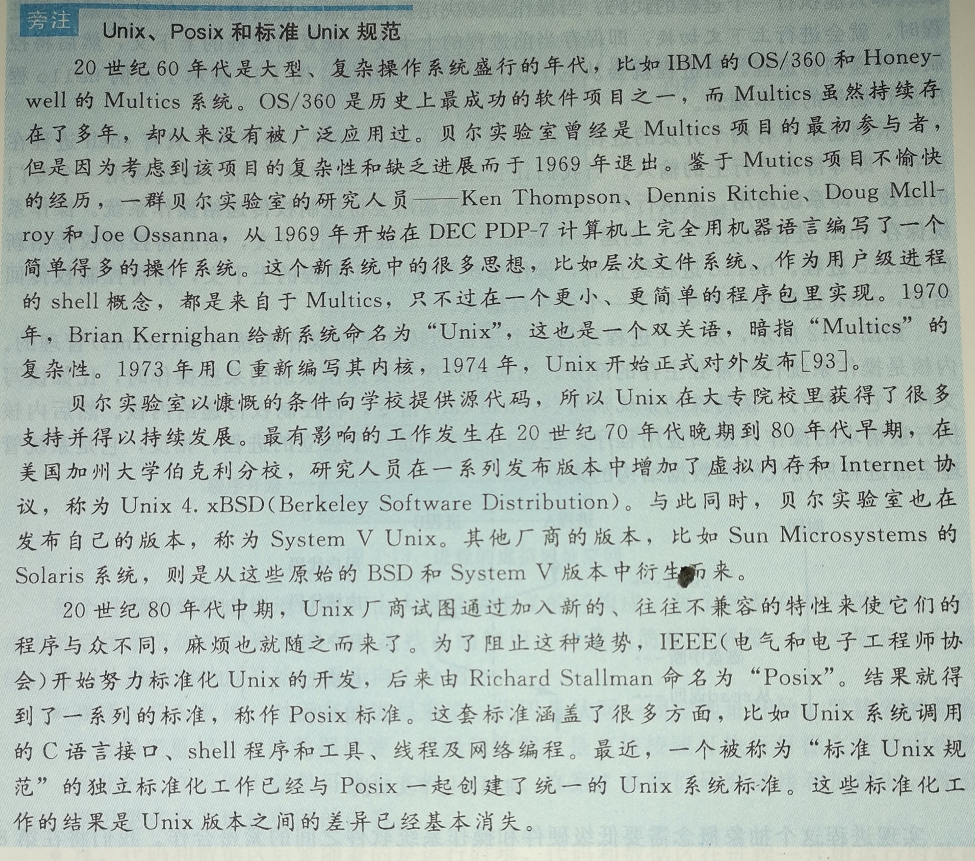 旁注
Unix、Posix 和标准 Unix 规范
20 世纪 60 年代是大型、复杂操作系统盛行的年代，比如 IBM 的 OS/360 和 Honey-
well 的 Multics 系统。OS/360 是历史上最成功的软件项目之一，而 Multics 虽然持续存
在了多年，却从来没有被广泛应用过。贝尔实验室曾经是 Multics 项目的最初参与者，
但是因为考虑到该项目的复杂性和缺乏进展而于 1969 年退出。鉴于 Mutics 项目不愉快
的经历，一群贝尔实验室的研究人员——Ken Thompson、Dennis Ritchie、Doug McIl-
roy 和 Joe Ossanna，从 1969 年开始在 DEC PDP-7 计算机上完全用机器语言编写了一个
简单得多的操作系统。这个新系统中的很多思想，比如层次文件系统、作为用户级进程
的 shell 概念，都是来自于 Multics，只不过在一个更小、更简单的程序包里实现。1970
年，Brian Kernighan 给新系统命名为“Unix”，这也是一个双关语，暗指“Multics”的
复杂性。1973 年用 C 重新编写其内核，1974 年，Unix 开始正式对外发布[93]。
贝尔实验室以慷慨的条件向学校提供源代码，所以 Unix 在大专院校里获得了很多
支持并得以持续发展。最有影响的工作发生在 20 世纪 70 年代晚期到 80 年代早期，在
美国加州大学伯克利分校，研究人员在一系列发布版本中增加了虚拟内存和 Internet 协
议，称为 Unix 4. xBSD(Berkeley Software Distribution)。与此同时，贝尔实验室也在
发布自己的版本，称为 System V Unix。其他厂商的版本，比如 Sun Microsystems 的
Solaris 系统，则是从这些原始的 BSD 和 System V 版本中衍生而来。
20 世纪 80 年代中期，Unix 厂商试图通过加入新的、往往不兼容的特性来使它们的
程序与众不同，麻烦也就随之而来了。为了阻止这种趋势，IEEE(电气和电子工程师协
会)开始努力标准化 Unix 的开发，后来由 Richard Stallman 命名为“Posix”。结果就得
到了一系列的标准，称作 Posix 标准。这套标准涵盖了很多方面，比如 Unix 系统调用
的 C 语言接口、shell 程序和工具、线程及网络编程。最近，一个被称为“标准 Unix 规
范”的独立标准化工作已经与 Posix 一起创建了统一的 Unix 系统标准。这些标准化工
作的结果是 Unix 版本之间的差异已经基本消失。